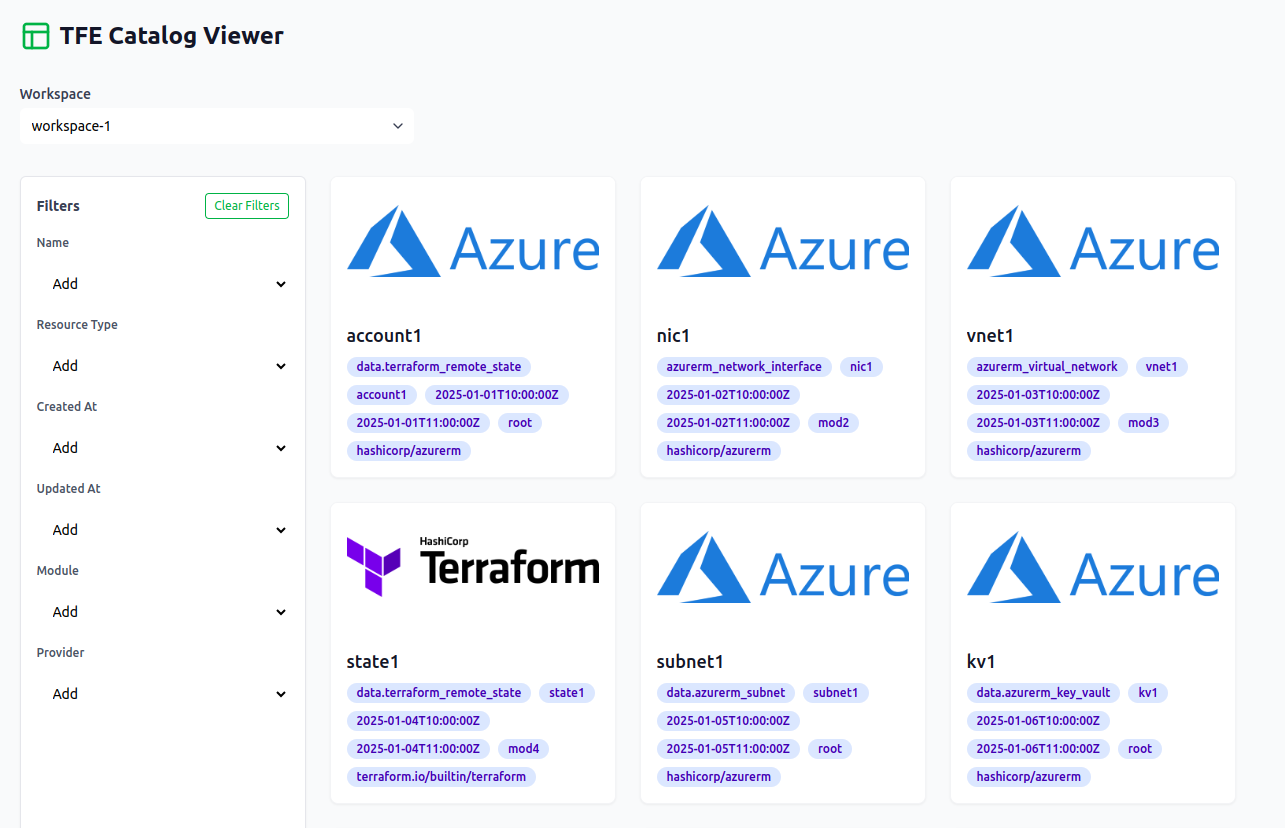 TFE Catalog Viewer
Workspace
workspace-1
Filters
Clear Filters
Name
Add
Resource Type
Add
Created At
Add
Updated At
Add
Module
Add
Provider
Add
Azure
account1
data.terraform_remote_state
account1 2025-01-01T10:00:00Z
2025-01-01T11:00:00Z root
hashicorp/azurerm
Azure
nic1
azurerm_network_interface nic1
2025-01-02T10:00:00Z
2025-01-02T11:00:00Z mod2
hashicorp/azurerm
Azure
vnet1
azurerm_virtual_network vnet1
2025-01-03T10:00:00Z
2025-01-03T11:00:00Z mod3
hashicorp/azurerm
HashiCorp
Terraform
state1
data.terraform_remote_state state1
2025-01-04T10:00:00Z
2025-01-04T11:00:00Z mod4
terraform.io/builtin/terraform
Azure
subnet1
data.azurerm_subnet subnet1
2025-01-05T10:00:00Z
2025-01-05T11:00:00Z root
hashicorp/azurerm
Azure
kv1
data.azurerm_key_vault kv1
2025-01-06T10:00:00Z
2025-01-06T11:00:00Z root
hashicorp/azurerm